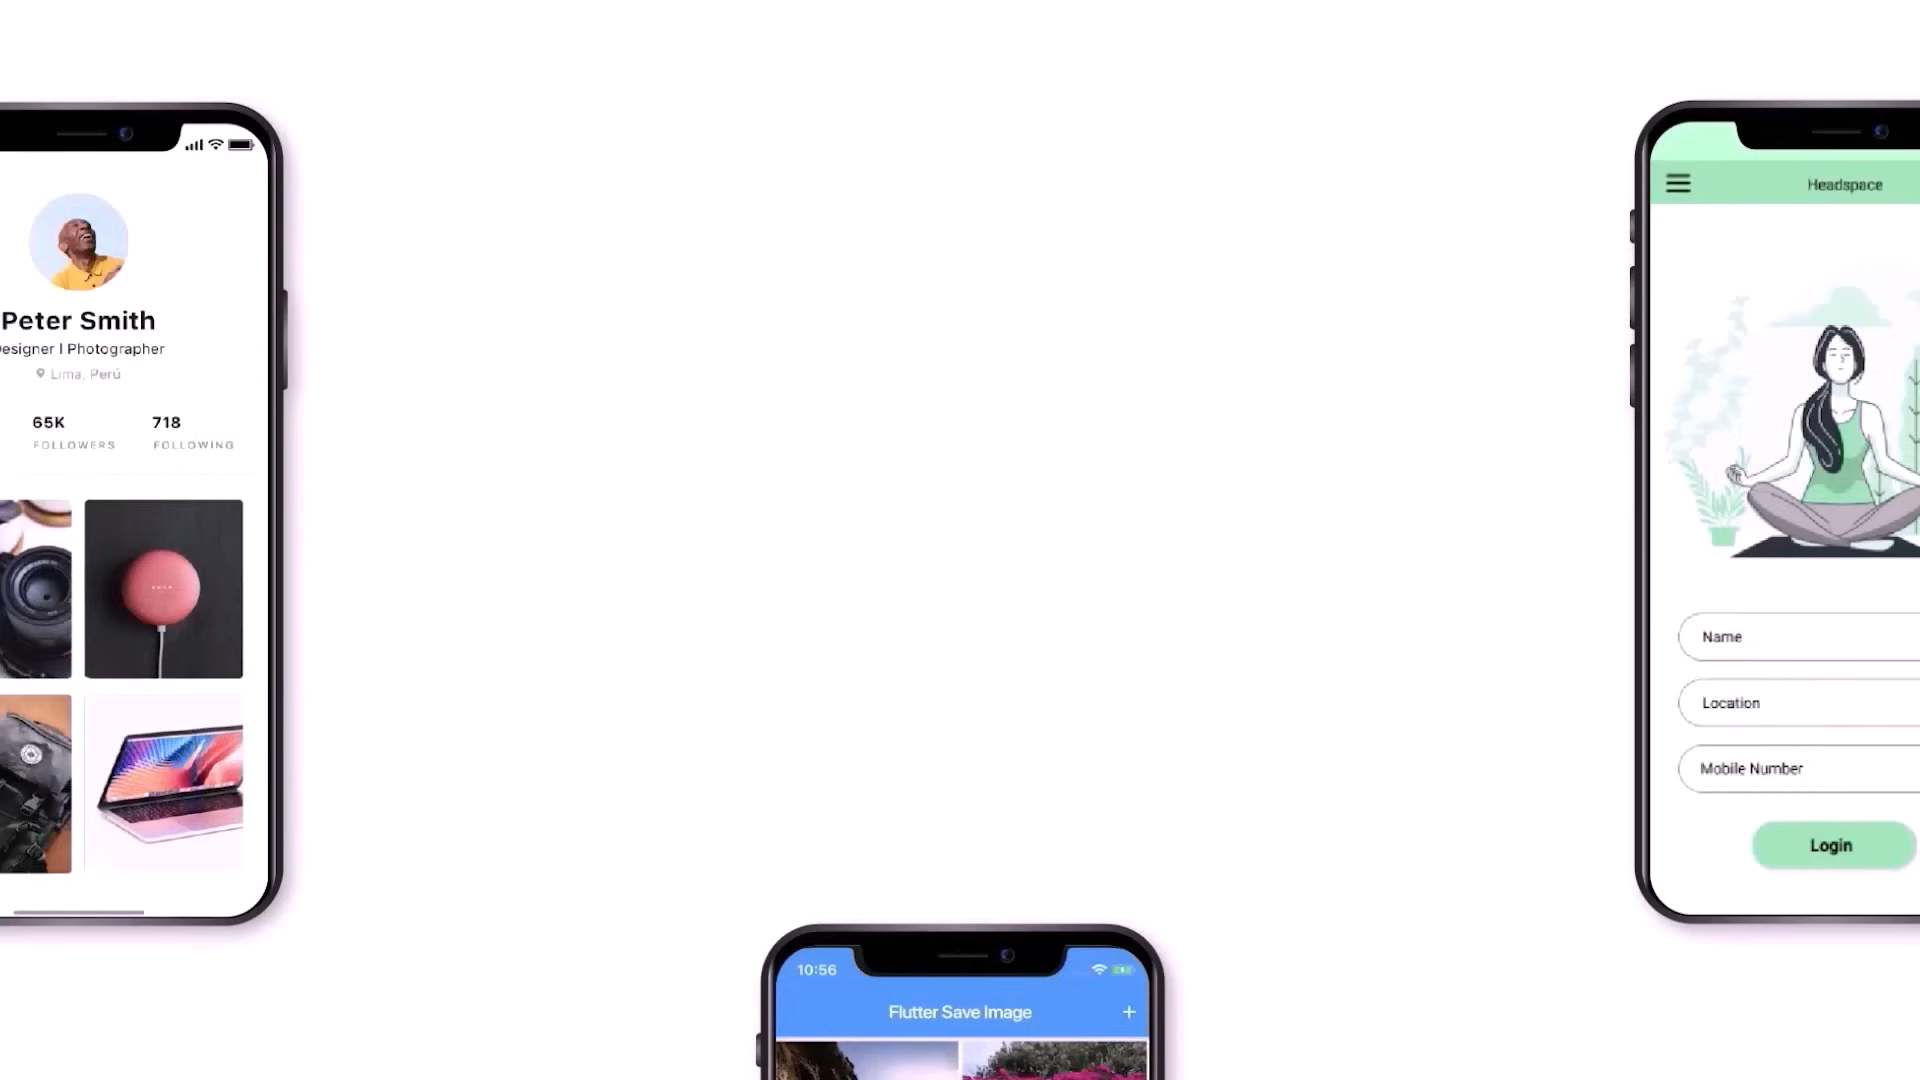 Peter Smith
esigner | Photographer
Lima, Perú
65K 718
FOLLOWERS FOLLOWING
Headspace
Name
Location
Mobile Number
Login
10:56
Flutter Save Image
+